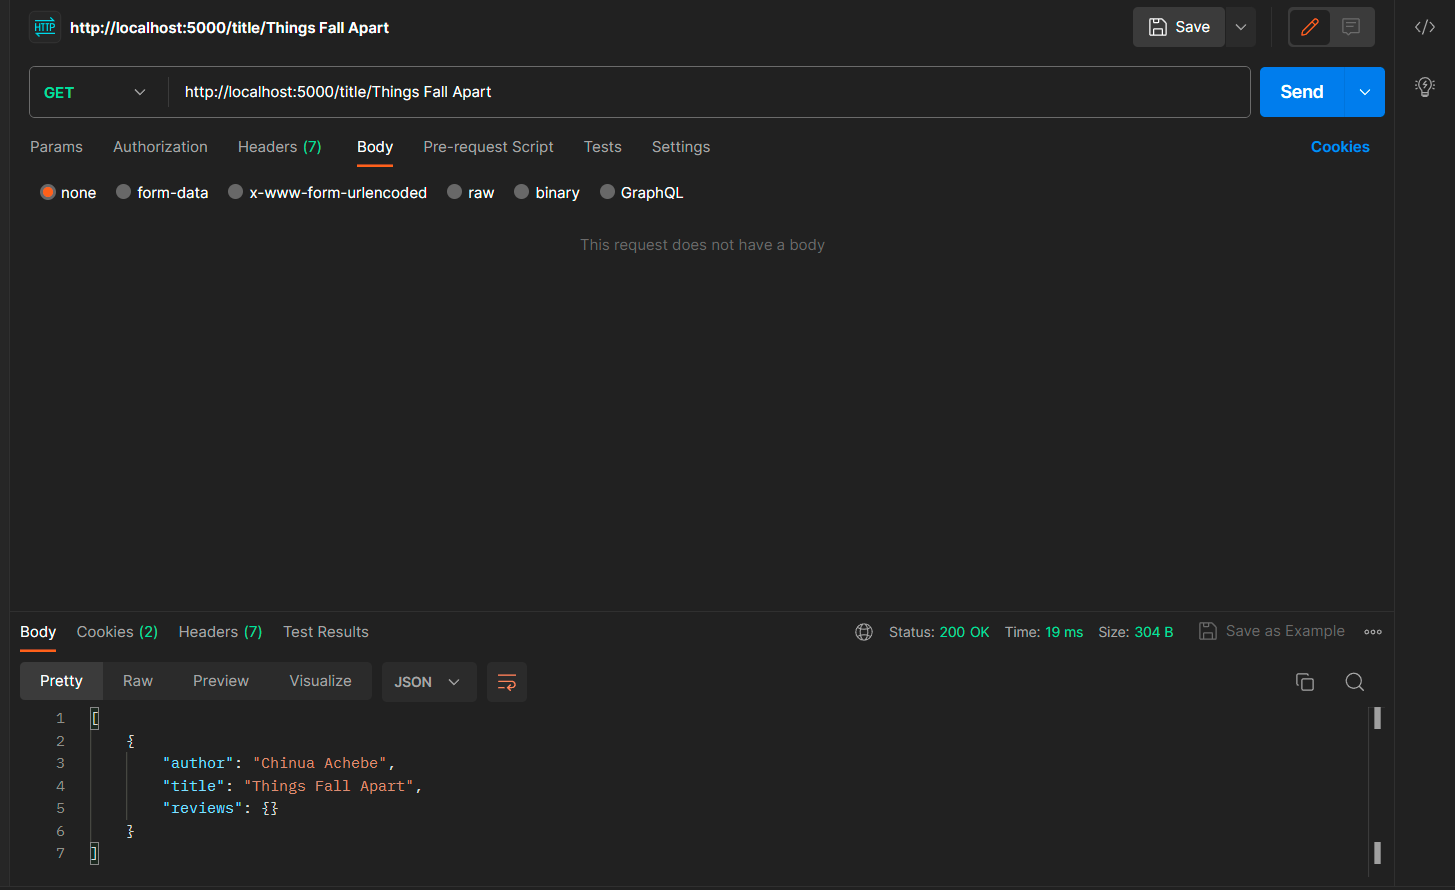 HTTP http://localhost:5000/title/Things Fall Apart Save
GET http://localhost:5000/title/Things Fall Apart Send
Params Authorization Headers (7) Body Pre-request Script Tests Settings Cookies
none form-data x-www-form-urlencoded raw binary GraphQL
This request does not have a body
Body Cookies (2) Headers (7) Test Results Status: 200 OK Time: 19 ms Size: 304 B Save as Example
Pretty Raw Preview Visualize JSON
1 [
2 {
3 "author": "Chinua Achebe",
4 "title": "Things Fall Apart",
5 "reviews": {}
6 }
7 ]